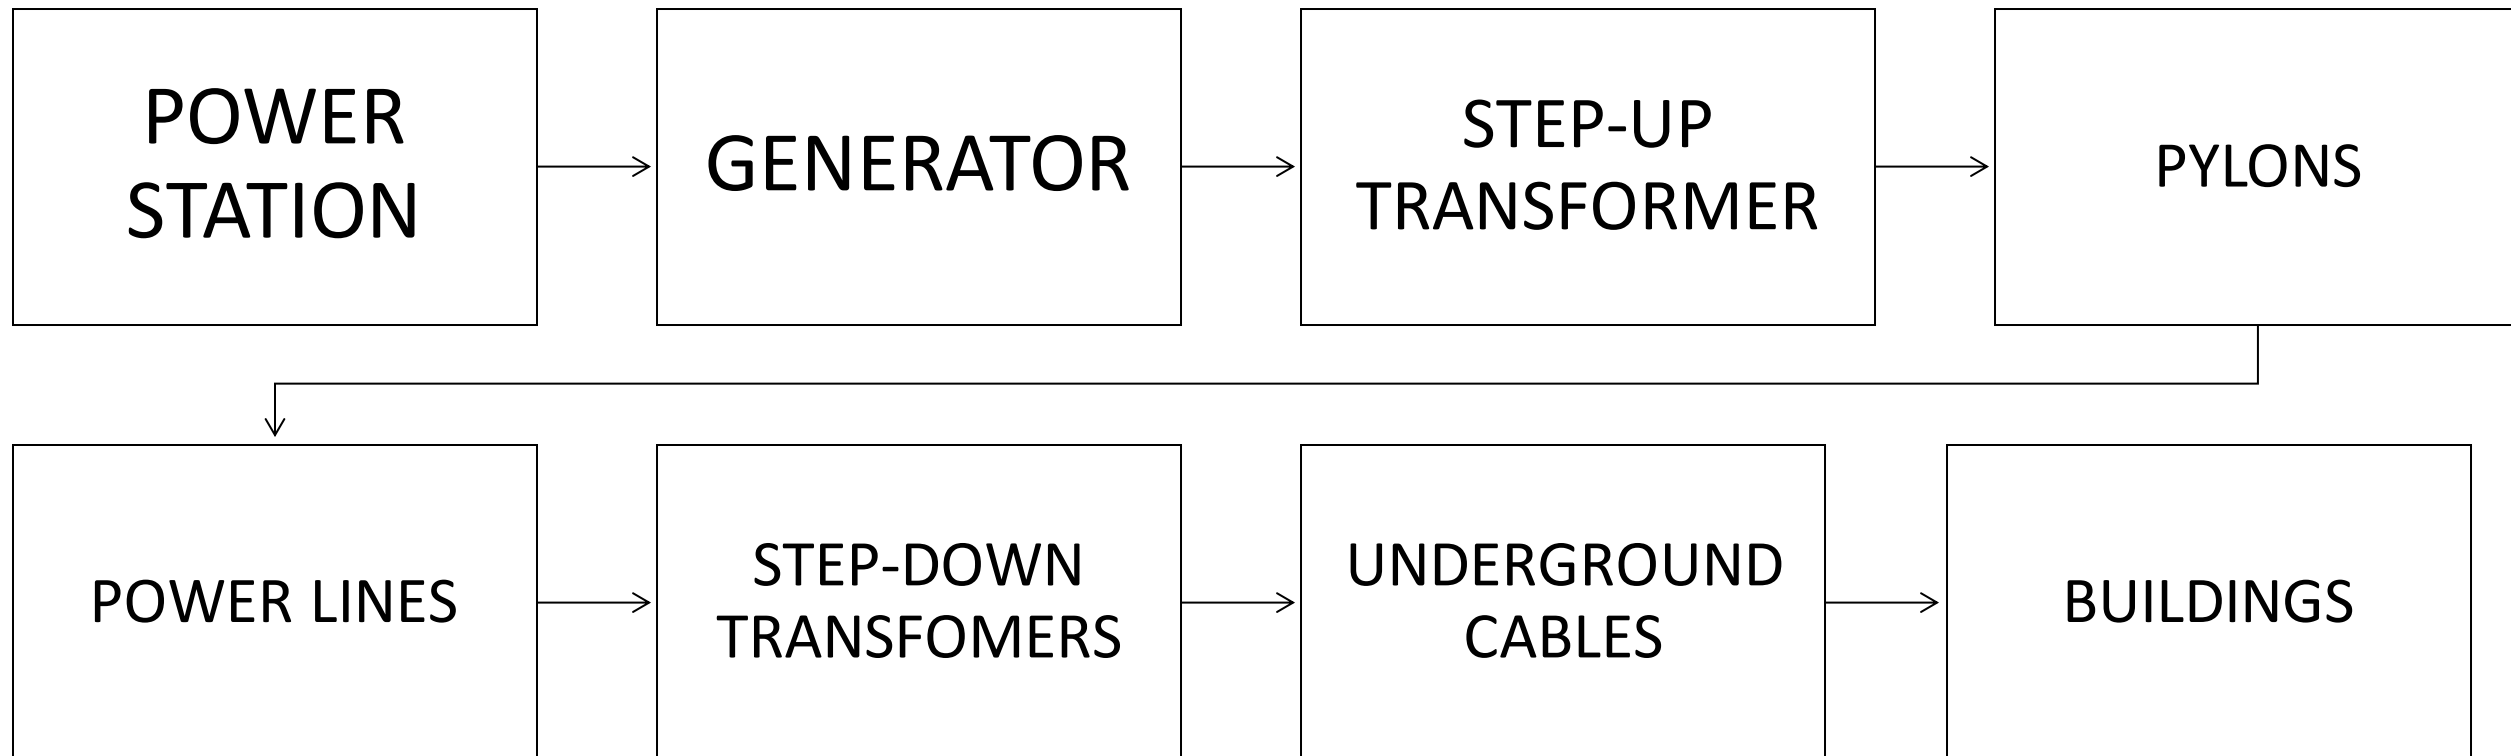 POWER
STATION
GENERATOR
STEP-UP
TRANSFORMER
PYLONS
POWER LINES
STEP-DOWN
TRANSFOMERS
UNDERGROUND
CABLES
BUILDINGS